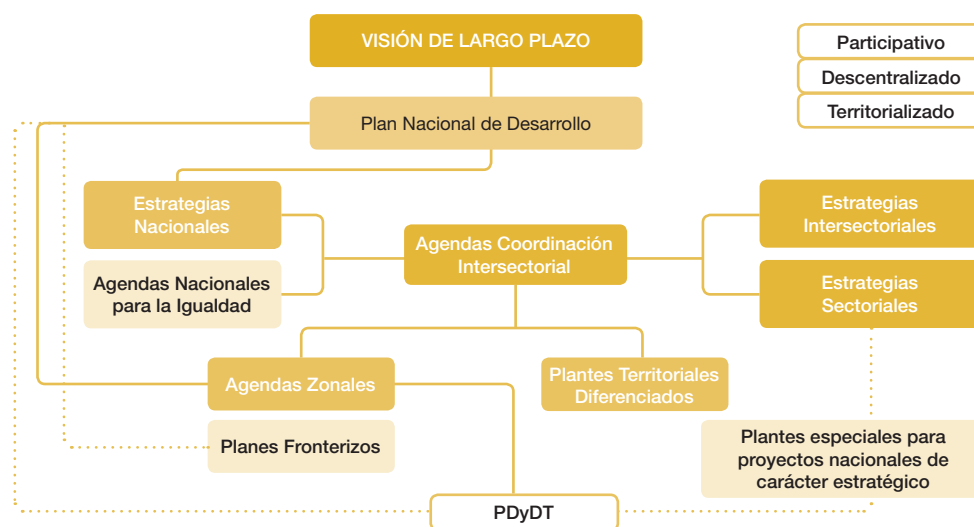 VISIÓN DE LARGO PLAZO
Participativo
Descentralizado
Territorializado
Plan Nacional de Desarrollo
Estrategias
Nacionales
Agendas Coordinación
Intersectorial
Estrategias
Intersectoriales
Agendas Nacionales
para la Igualdad
Estrategias
Sectoriales
Agendas Zonales
Plantes Territoriales
Diferenciados
Planes Fronterizos
Plantes especiales para
proyectos nacionales de
carácter estratégico
PDyDT